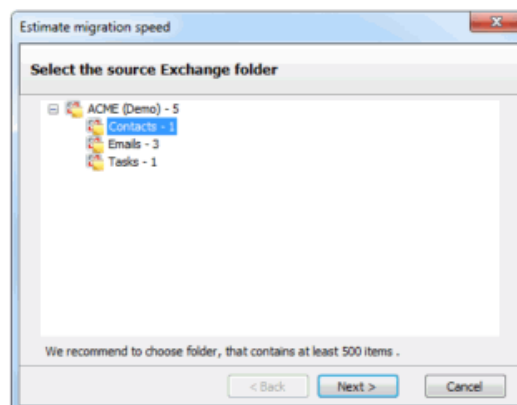 Estimate migration speed
Select the source Exchange folder
ACME (Demo) - 5
Contacts - 1
Emails - 3
Tasks - 1
We recommend to choose folder, that contains at least 500 items .
< Back Next > Cancel